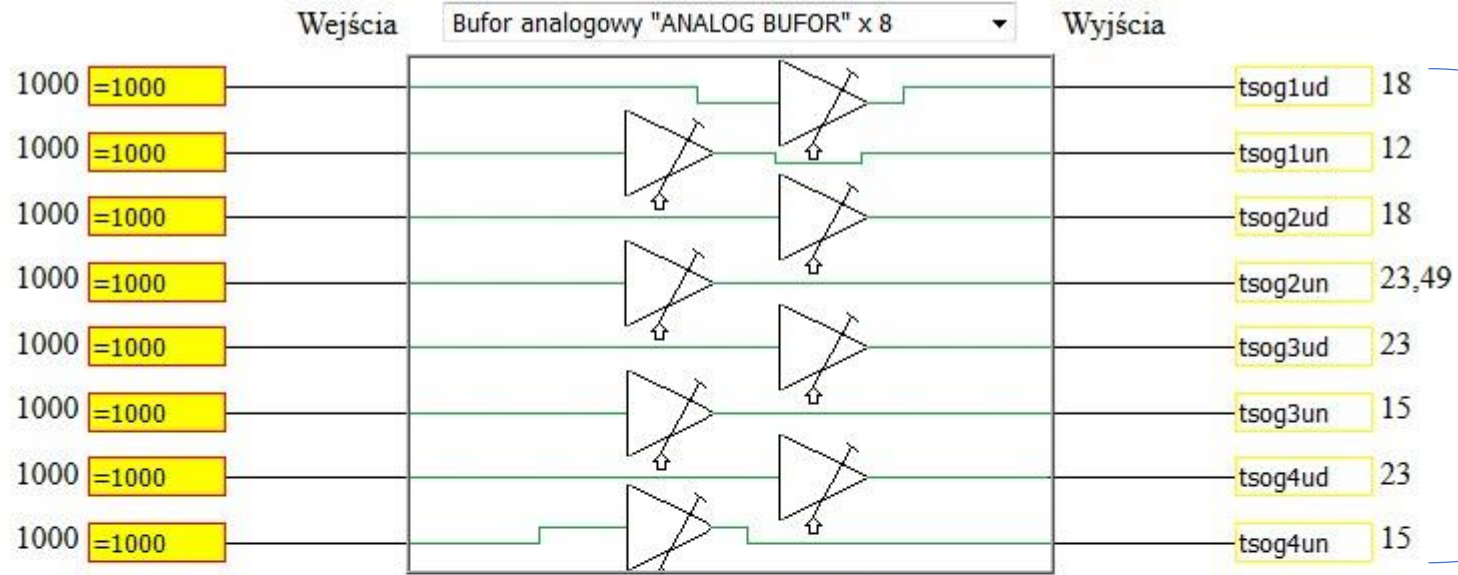 Wejścia Bufor analogowy "ANALOG BUFOR" x 8 Wyjścia
1000 =1000 tsog1ud 18
1000 =1000 tsog1un 12
1000 =1000 tsog2ud 18
1000 =1000 tsog2un 23,49
1000 =1000 tsog3ud 23
1000 =1000 tsog3un 15
1000 =1000 tsog4ud 23
1000 =1000 tsog4un 15